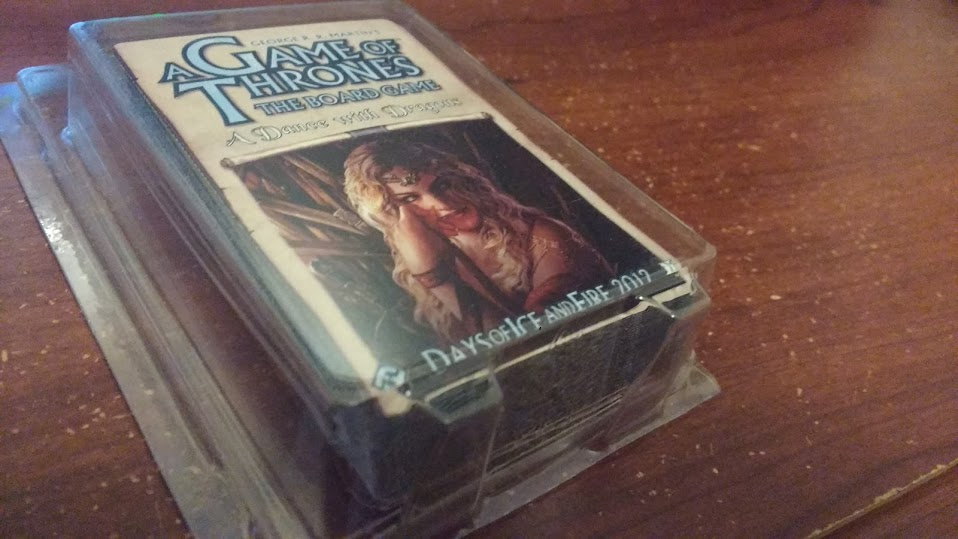 GEORGE R. R. MARTIN'S
A GAME OF
THRONES
THE BOARD GAME
A Dance with Dragons
DAYS OF ICE AND FIRE 2012